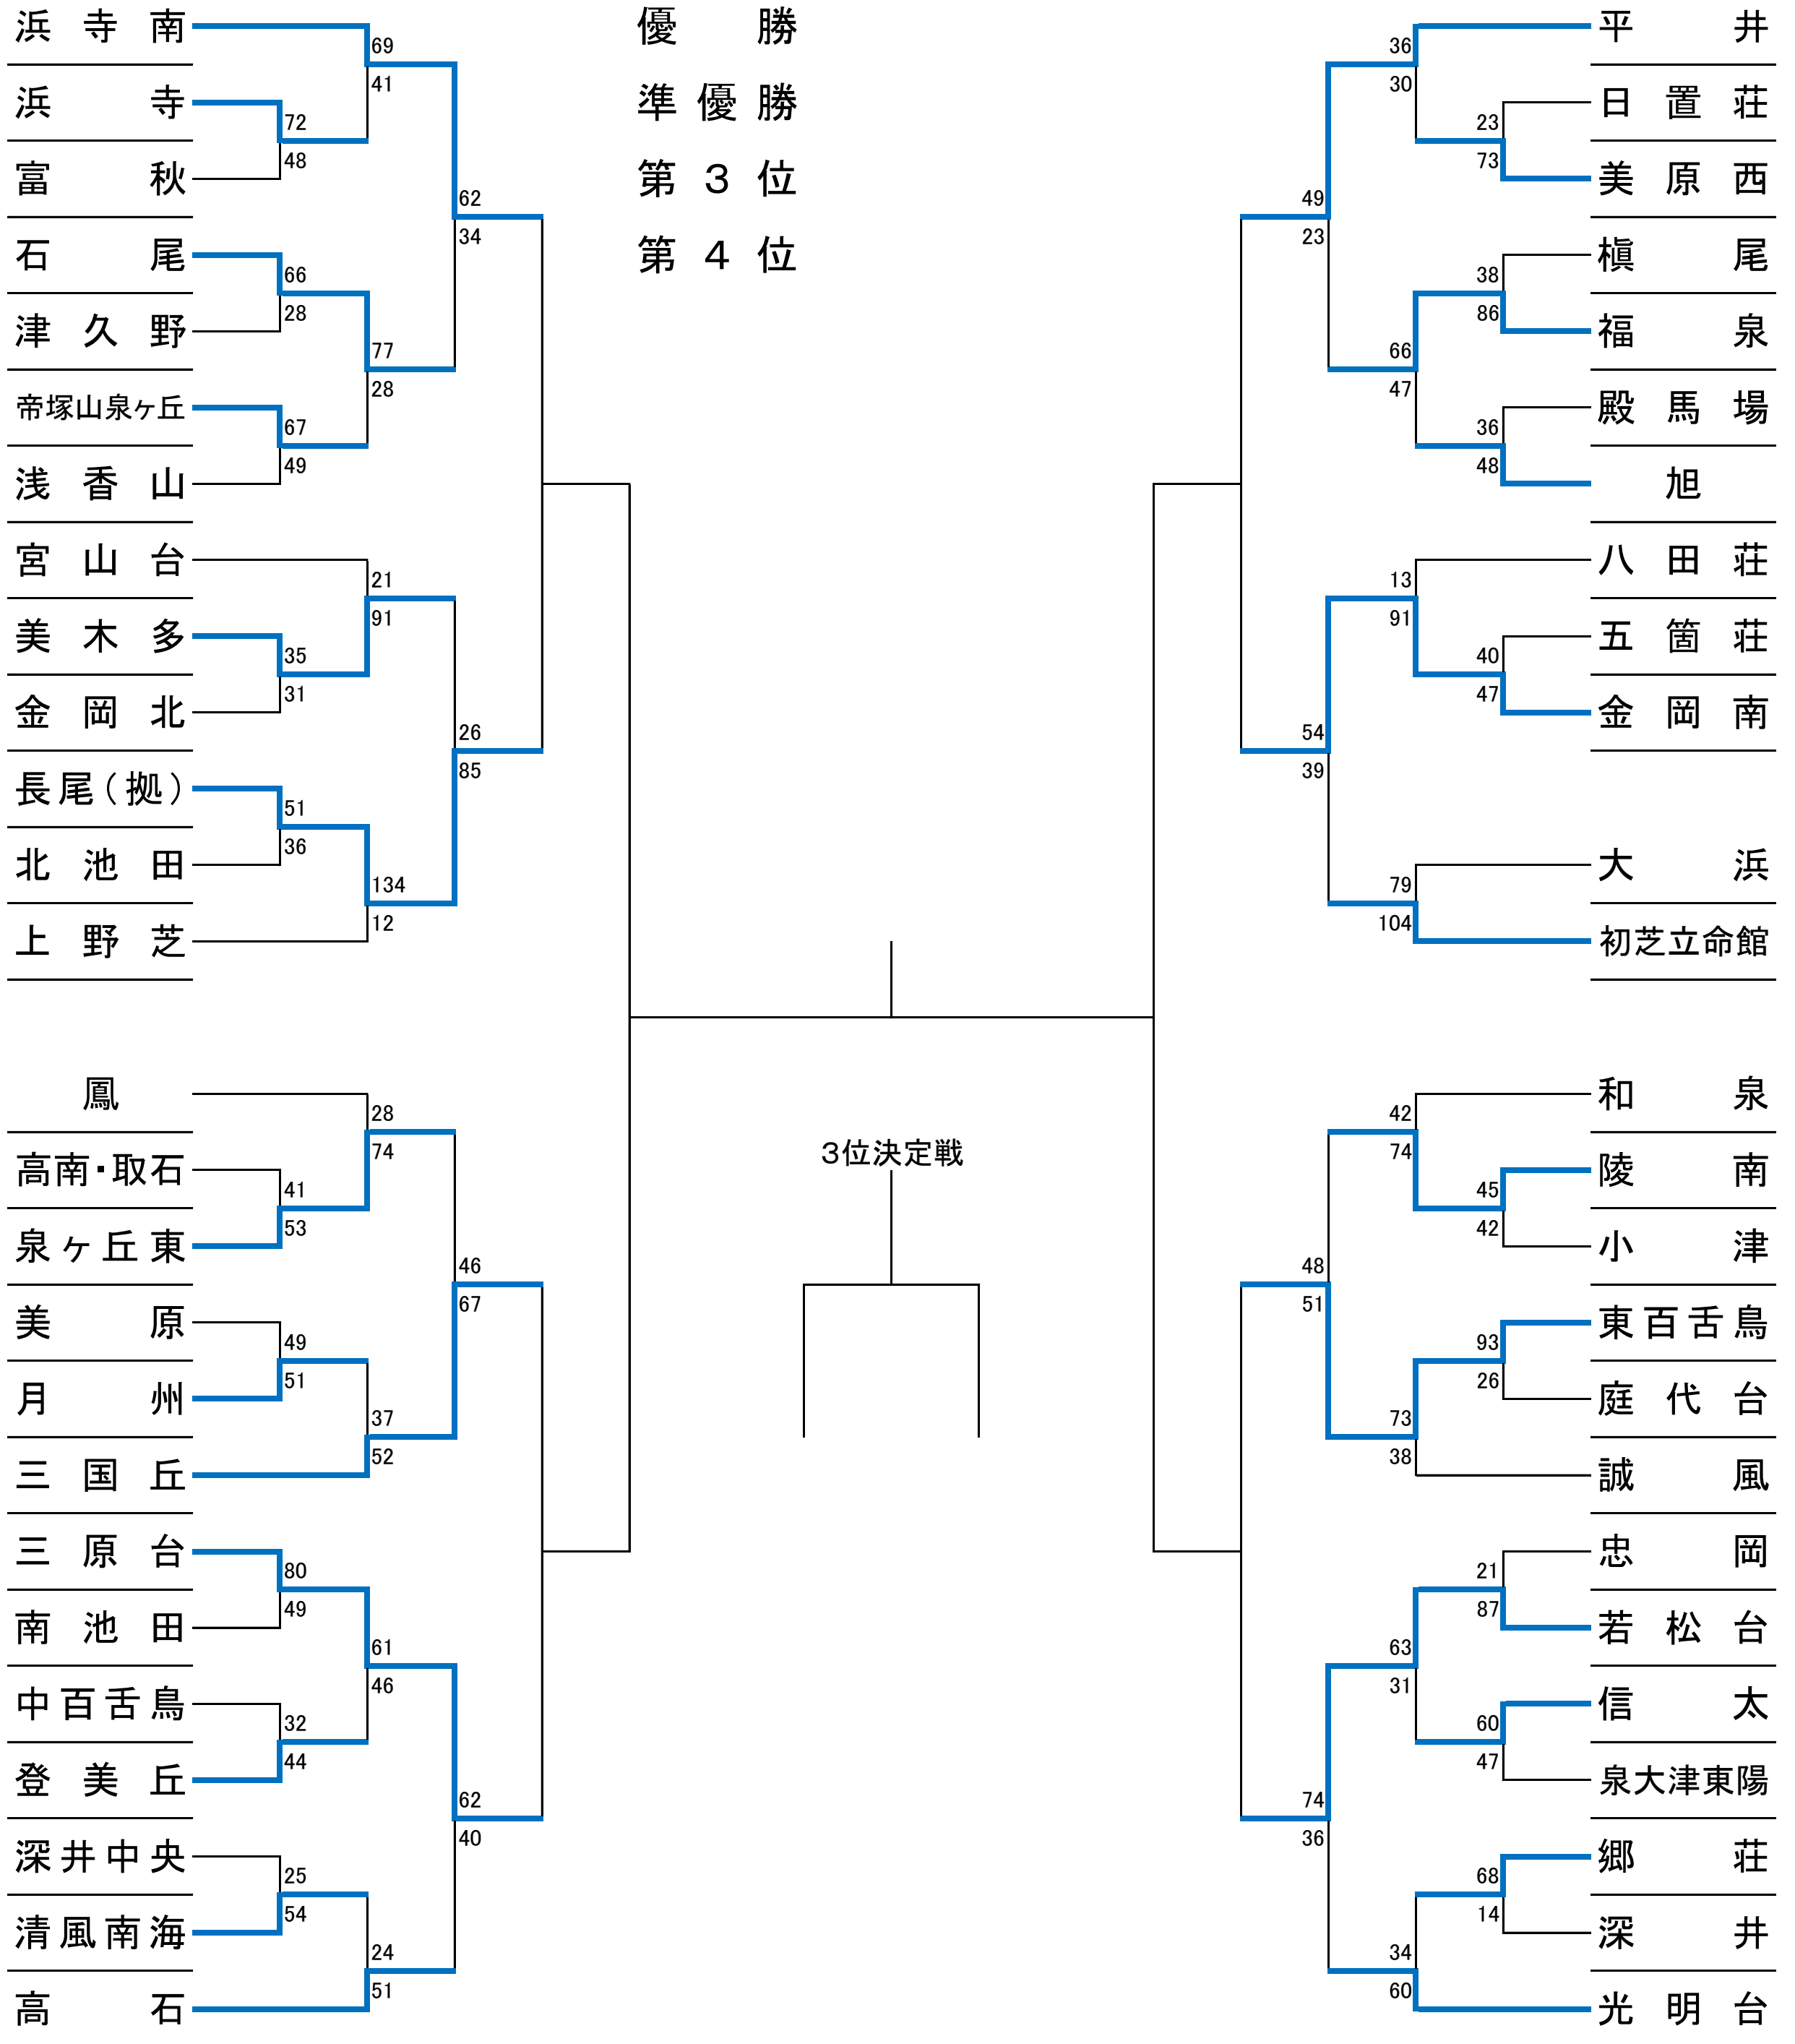 優勝
準優勝
第3位
第4位
浜寺南
69
41
浜寺
72
48
富秋
62
34
石尾
66
28
津久野
77
28
帝塚山泉ヶ丘
67
49
浅香山
宮山台
21
91
美木多
35
31
金岡北
26
85
長尾(拠)
51
36
北池田
134
12
上野芝
鳳
28
74
高南・取石
41
53
泉ヶ丘東
46
67
美原
49
51
月州
37
52
三国丘
三原台
80
49
南池田
61
46
中百舌鳥
32
44
登美丘
62
40
深井中央
25
54
清風南海
24
51
高石
3位決定戦
平井
36
30
日置荘
23
73
美原西
49
23
槇尾
38
86
福泉
66
47
殿馬場
36
48
旭
八田荘
13
91
五箇荘
40
47
金岡南
54
39
大浜
79
104
初芝立命館
和泉
42
74
陵南
45
42
小津
48
51
東百舌鳥
93
26
庭代台
73
38
誠風
忠岡
21
87
若松台
63
31
信太
60
47
泉大津東陽
74
36
郷荘
68
14
深井
34
60
光明台